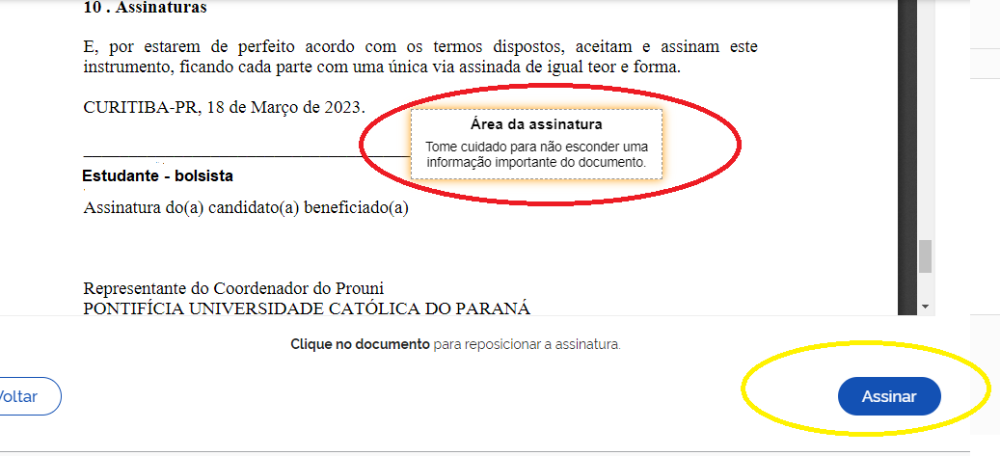 10 . Assinaturas
E, por estarem de perfeito acordo com os termos dispostos, aceitam e assinam este
instrumento, ficando cada parte com uma única via assinada de igual teor e forma.
CURITIBA-PR, 18 de Março de 2023.
Área da assinatura
Tome cuidado para não esconder uma
informação importante do documento.
Estudante - bolsista
Assinatura do(a) candidato(a) beneficiado(a)
Representante do Coordenador do Prouni
PONTIFÍCIA UNIVERSIDADE CATÓLICA DO PARANÁ
Clique no documento para reposicionar a assinatura.
Voltar
Assinar